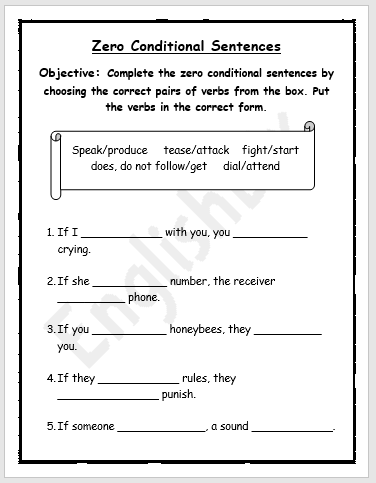 Zero Conditional Sentences
Objective: Complete the zero conditional sentences by
choosing the correct pairs of verbs from the box. Put
the verbs in the correct form.
Speak/produce tease/attack fight/start
does, do not follow/get dial/attend
1. If I ____________ with you, you ___________
crying.
2. If she ___________ number, the receiver
__________ phone.
3. If you ___________ honeybees, they __________
you.
4. If they ____________ rules, they
_______________ punish.
5. If someone _____________, a sound ____________.